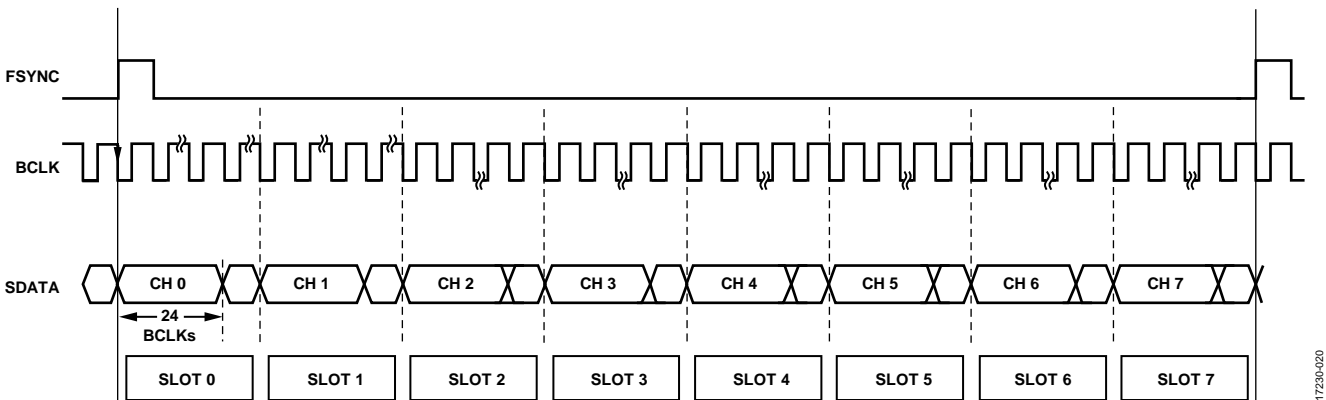 FSYNC
BCLK
SDATA
CH 0
CH 1
CH 2
CH 3
CH 4
CH 5
CH 6
CH 7
24
BCLKs
SLOT 0
SLOT 1
SLOT 2
SLOT 3
SLOT 4
SLOT 5
SLOT 6
SLOT 7
17230-020